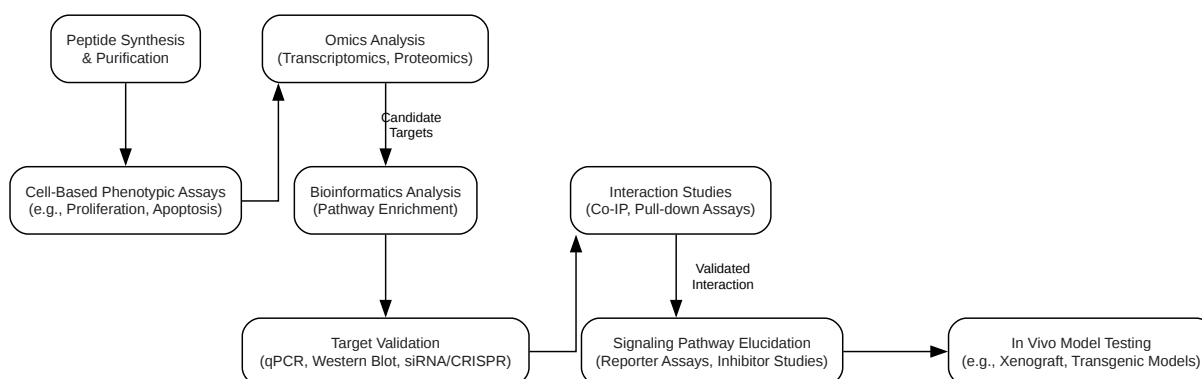 Peptide Synthesis
& Purification
Cell-Based Phenotypic Assays
(e.g., Proliferation, Apoptosis)
Omics Analysis
(Transcriptomics, Proteomics)
Candidate
Targets
Bioinformatics Analysis
(Pathway Enrichment)
Target Validation
(qPCR, Western Blot, siRNA/CRISPR)
Interaction Studies
(Co-IP, Pull-down Assays)
Validated
Interaction
Signaling Pathway Elucidation
(Reporter Assays, Inhibitor Studies)
In Vivo Model Testing
(e.g., Xenograft, Transgenic Models)